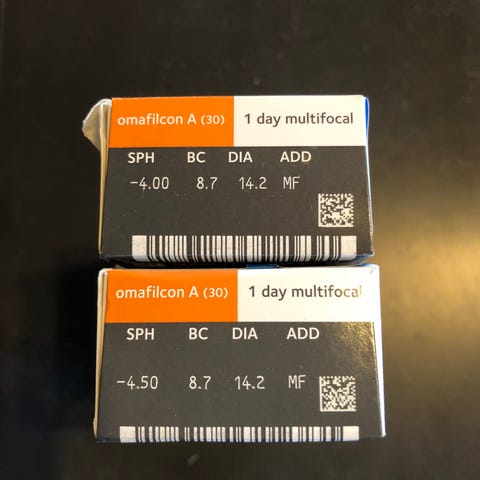 omafilcon A (30) 1 day multifocal
SPH BC DIA ADD
-4.00 8.7 14.2 MF
omafilcon A (30) 1 day multifocal
SPH BC DIA ADD
-4.50 8.7 14.2 MF